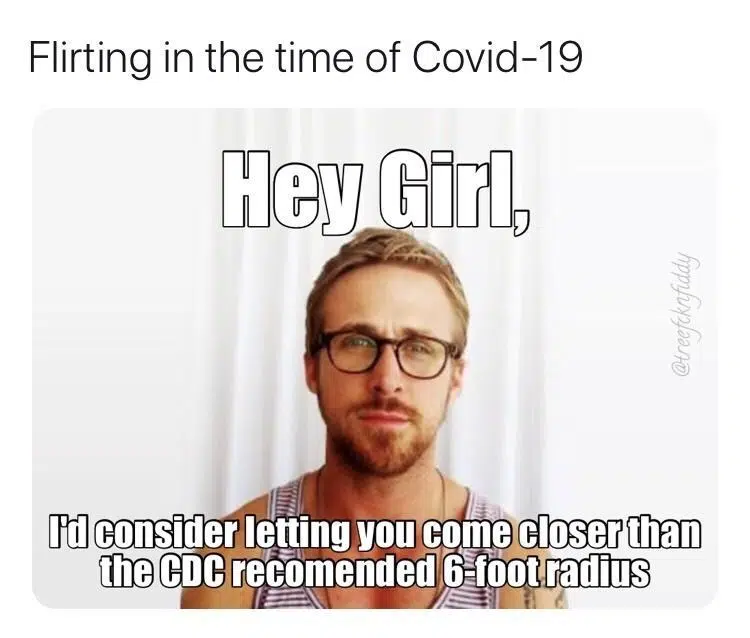 Flirting in the time of Covid-19
Hey Girl,
@treefcknfiddy
I'd consider letting you come closer than
the CDC recomended 6-foot radius